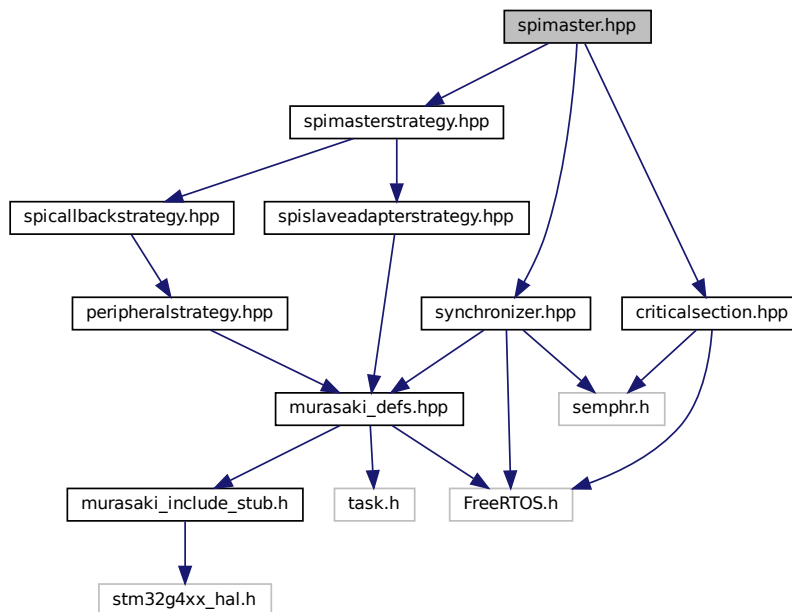 spimaster.hpp
spimasterstrategy.hpp
spicallbackstrategy.hpp
spislaveadapterstrategy.hpp
peripheralstrategy.hpp
synchronizer.hpp
criticalsection.hpp
murasaki_defs.hpp
semphr.h
murasaki_include_stub.h
task.h
FreeRTOS.h
stm32g4xx_hal.h